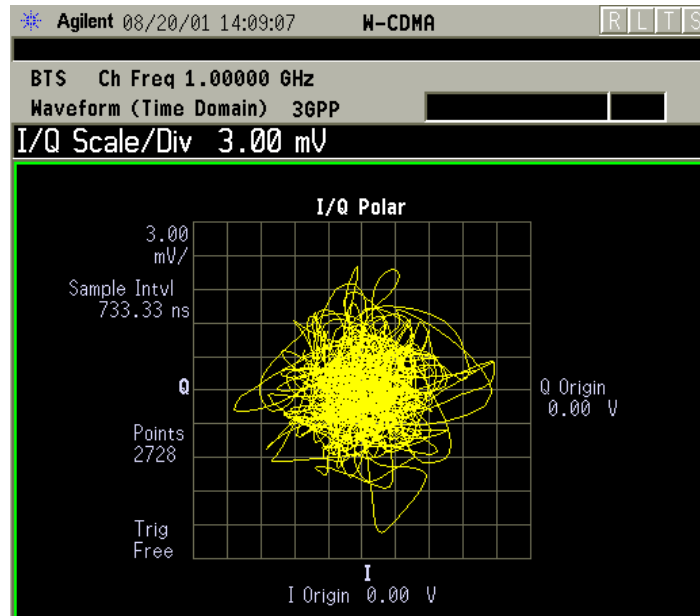 Agilent 08/20/01 14:09:07 W-CDMA R L T S
BTS Ch Freq 1.00000 GHz
Waveform (Time Domain) 3GPP
I/Q Scale/Div 3.00 mV
I/Q Polar
3.00
mV/
Sample Intvl
733.33 ns
Q
Q Origin
0.00 V
Points
2728
Trig
Free
I
I Origin 0.00 V